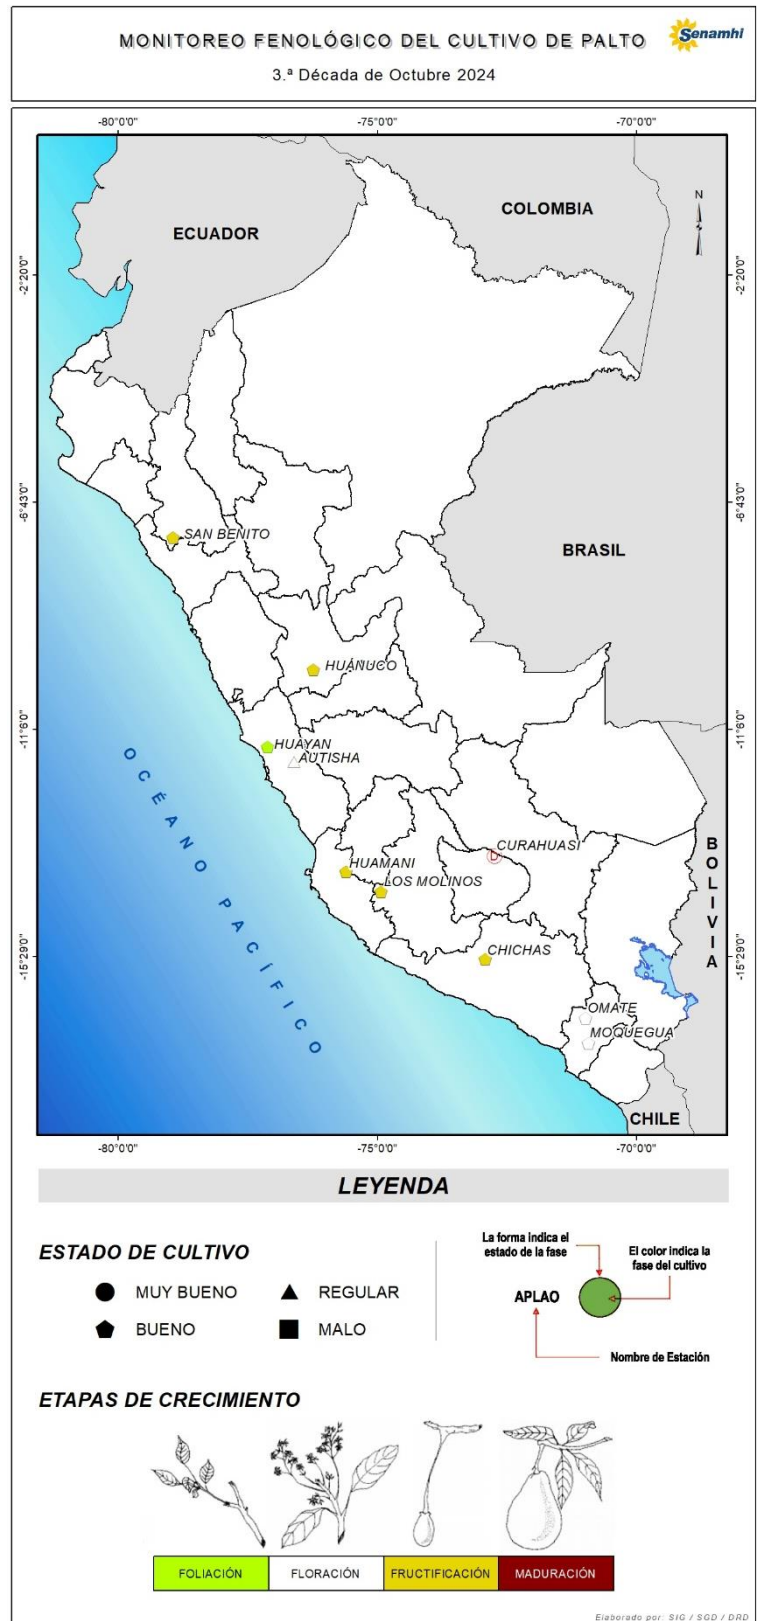 MONITOREO FENOLÓGICO DEL CULTIVO DE PALTO
Senamhi
3.ª Década de Octubre 2024
-80°0'0" -75°0'0" -70°0'0"
N
COLOMBIA
ECUADOR
-2°20'0" -2°20'0"
-6°43'0" -6°43'0"
SAN BENITO
BRASIL
HUÁNUCO
-11°6'0" -11°6'0"
HUAYAN
AUTISHA
OCÉANO PACÍFICO
CURAHUASI
D
HUAMANI
LOS MOLINOS
BOLIVIA
CHICHAS
-15°29'0" -15°29'0"
OMATE
MOQUEGUA
CHILE
-80°0'0" -75°0'0" -70°0'0"
LEYENDA
ESTADO DE CULTIVO
MUY BUENO
REGULAR
BUENO
MALO
La forma indica el
estado de la fase
El color indica la
fase del cultivo
APLAO
Nombre de Estación
ETAPAS DE CRECIMIENTO
FOLIACIÓN FLORACIÓN FRUCTIFICACIÓN MADURACIÓN
Elaborado por: SIG / SGD / DRD